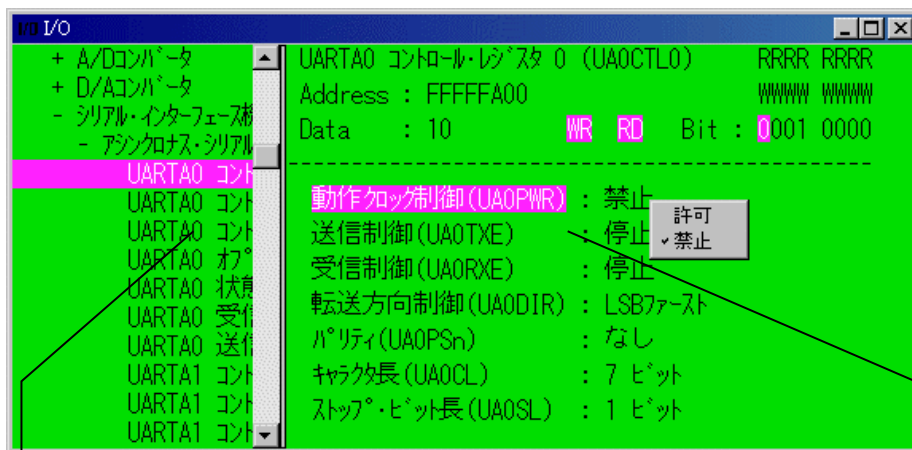 I/O I/O
+ A/Dコンバータ
+ D/Aコンバータ
- シリアル・インターフェース機
- アシンクロナス・シリアル
UARTA0 コント
UARTA0 コント
UARTA0 コント
UARTA0 オプ
UARTA0 状態
UARTA0 受信
UARTA0 送信
UARTA1 コント
UARTA1 コント
UARTA1 コント
UARTA0 コントロール・レジスタ 0 (UA0CTL0) RRRR RRRR
Address : FFFFFA00 WWWW WWWW
Data : 10 WR RD Bit : 0001 0000
動作クロック制御(UA0PWR) : 禁止
送信制御(UA0TXE) : 停止
受信制御(UA0RXE) : 停止
転送方向制御(UA0DIR) : LSBファースト
パリティ(UA0PSn) : なし
キャラクタ長(UA0CL) : 7 ビット
ストップ・ビット長(UA0SL) : 1 ビット
許可
✓禁止